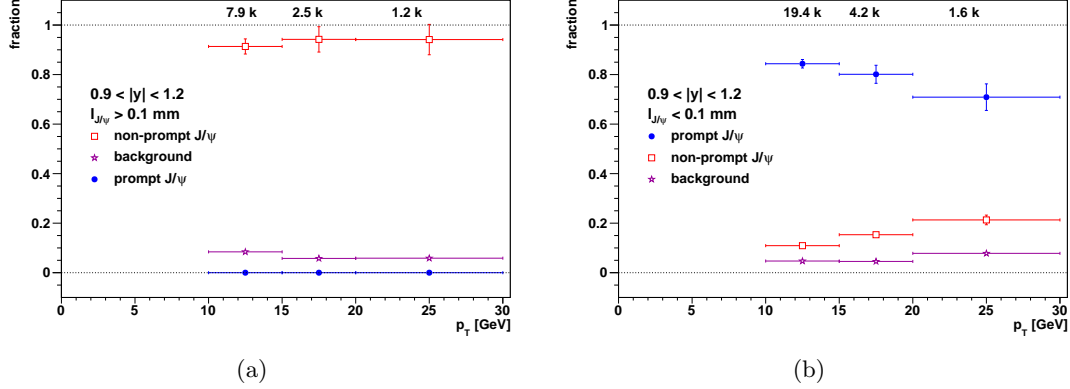 7.9 k 2.5 k 1.2 k
fraction
1
0.8
0.6
0.4
0.2
0
0.9 < |y| < 1.2
l_{J/ψ} > 0.1 mm
non-prompt J/ψ
background
prompt J/ψ
0 5 10 15 20 25 30
p_T [GeV]
(a)
19.4 k 4.2 k 1.6 k
fraction
1
0.8
0.6
0.4
0.2
0
0.9 < |y| < 1.2
l_{J/ψ} < 0.1 mm
prompt J/ψ
non-prompt J/ψ
background
0 5 10 15 20 25 30
p_T [GeV]
(b)